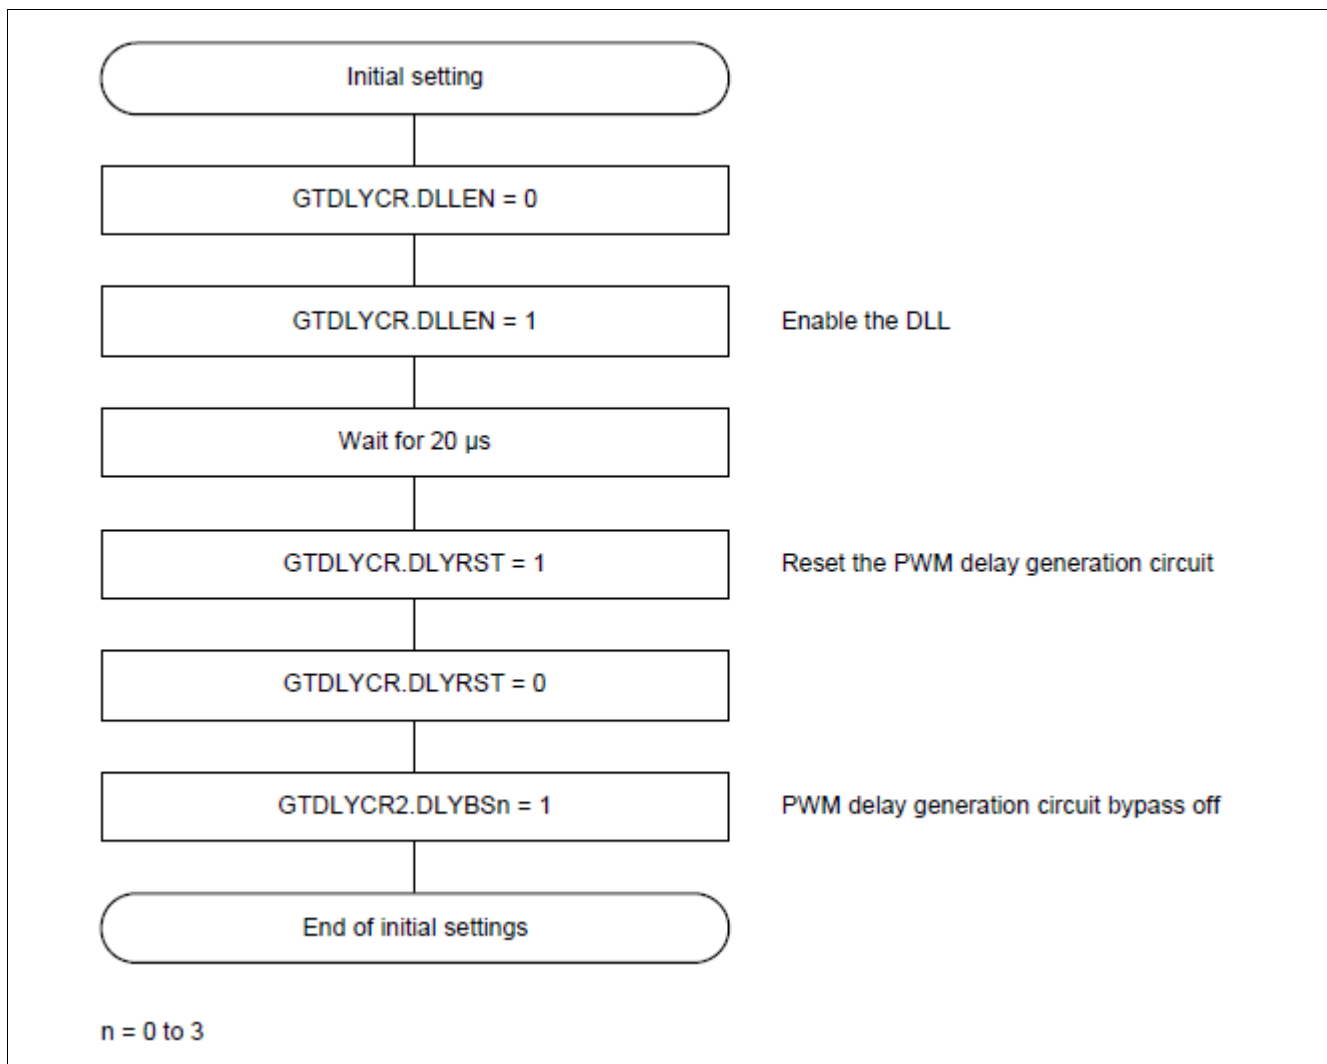 Initial setting
GTDLYCR.DLLEN = 0
GTDLYCR.DLLEN = 1
Enable the DLL
Wait for 20 µs
GTDLYCR.DLYRST = 1
Reset the PWM delay generation circuit
GTDLYCR.DLYRST = 0
GTDLYCR2.DLYBSn = 1
PWM delay generation circuit bypass off
End of initial settings
n = 0 to 3